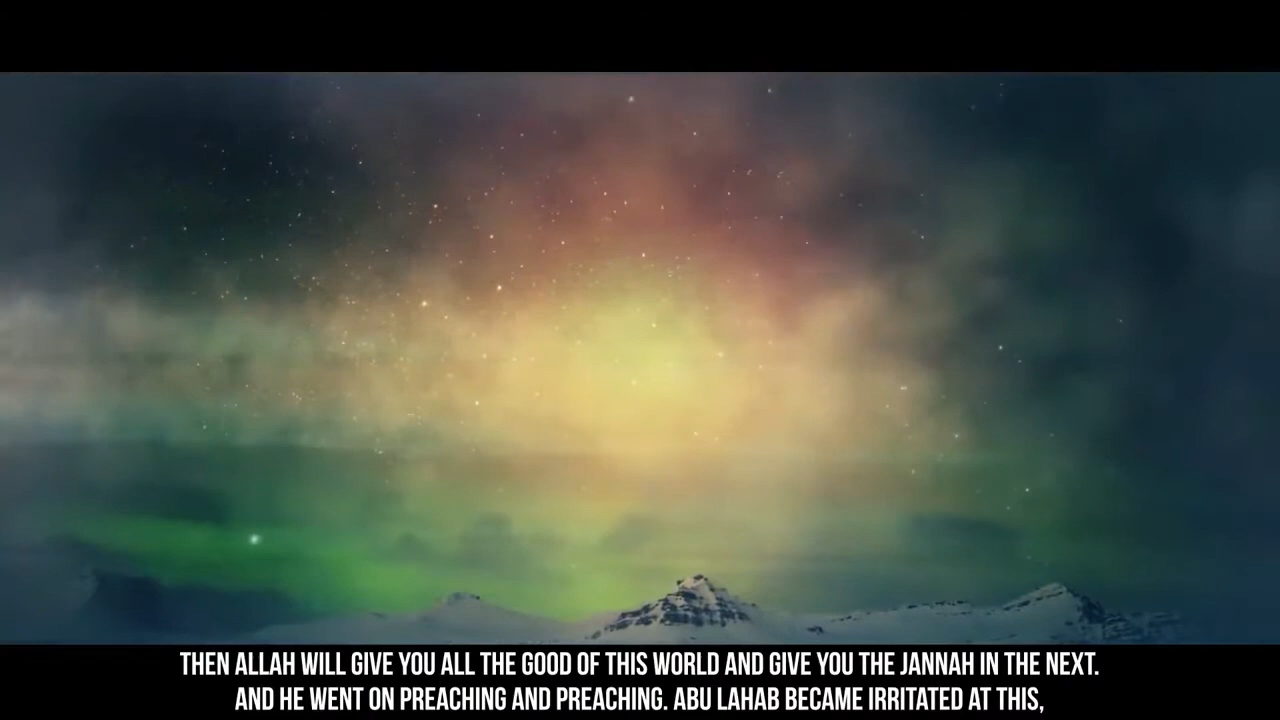 THEN ALLAH WILL GIVE YOU ALL THE GOOD OF THIS WORLD AND GIVE YOU THE JANNAH IN THE NEXT.
AND HE WENT ON PREACHING AND PREACHING. ABU LAHAB BECAME IRRITATED AT THIS,